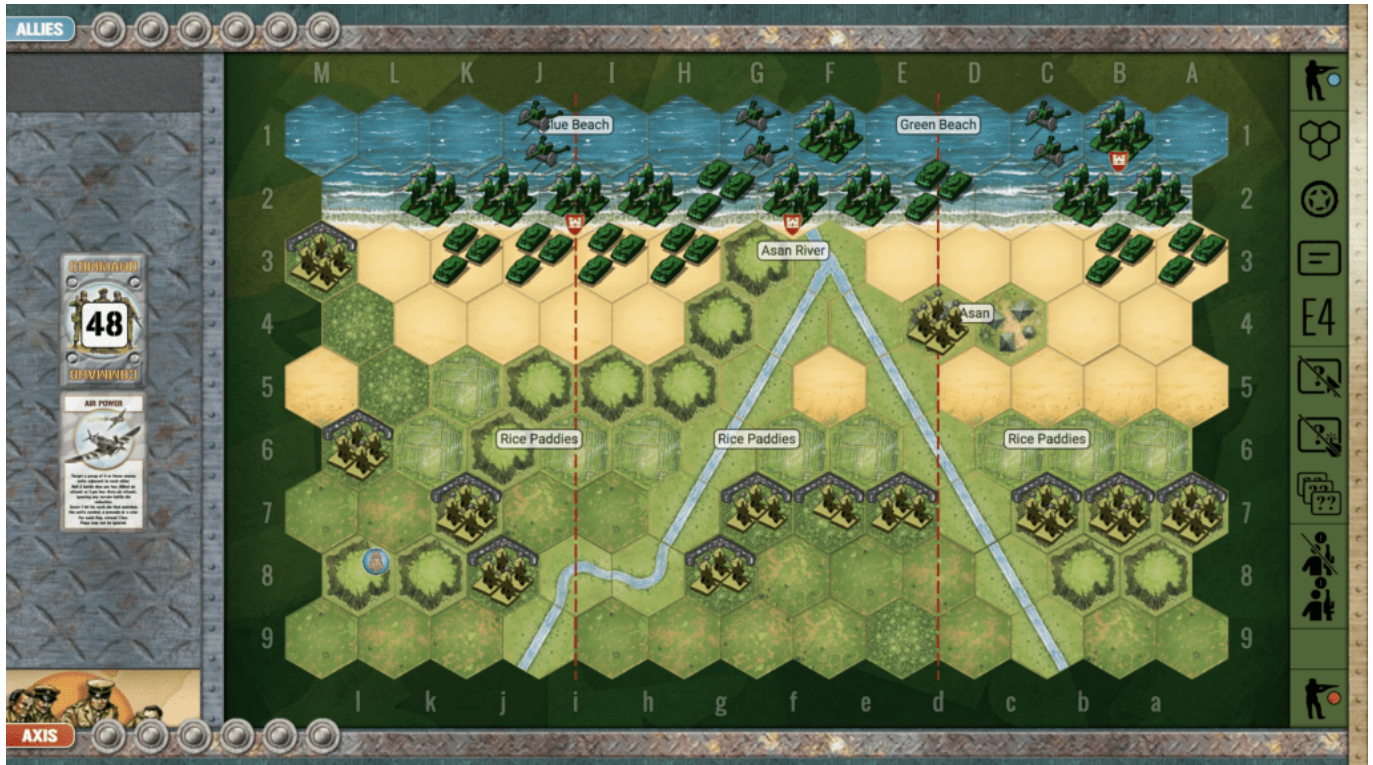 ALLIES
M L K J I H G F E D C B A
1 Blue Beach Green Beach 1
2 2
3 Asan River 3
COMMAND
48
COMMAND
4 Asan 4
E4
5 5
AIR POWER
6 Rice Paddies Rice Paddies Rice Paddies 6
?
?
7 7
?? ??
8 8
9 9
l k j i h g f e d c b a
AXIS